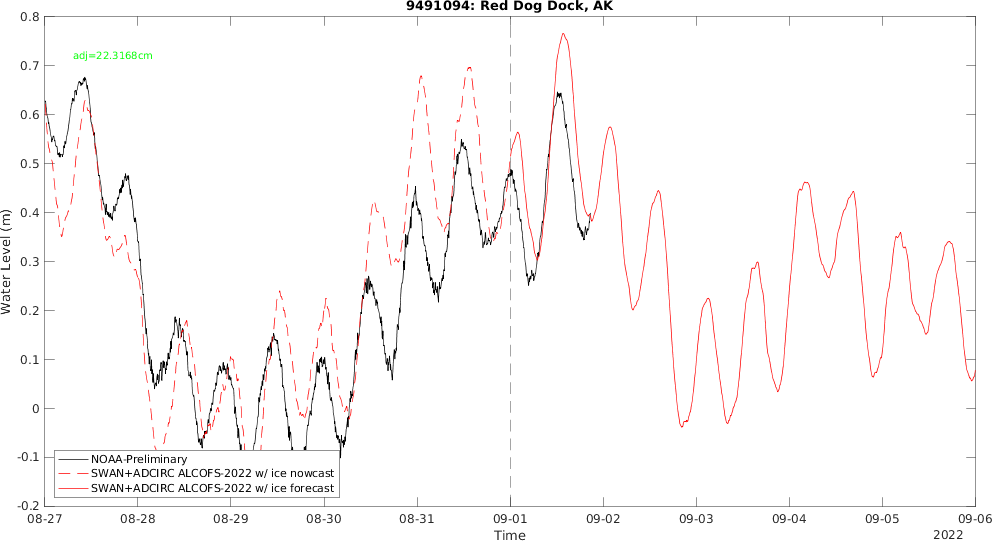 9491094: Red Dog Dock, AK
adj=22.3168cm
0.8
0.7
0.6
0.5
0.4
0.3
0.2
0.1
0
-0.1
-0.2
Water Level (m)
NOAA-Preliminary
SWAN+ADCIRC ALCOFS-2022 w/ ice nowcast
SWAN+ADCIRC ALCOFS-2022 w/ ice forecast
08-27 08-28 08-29 08-30 08-31 09-01 09-02 09-03 09-04 09-05 09-06
Time
2022